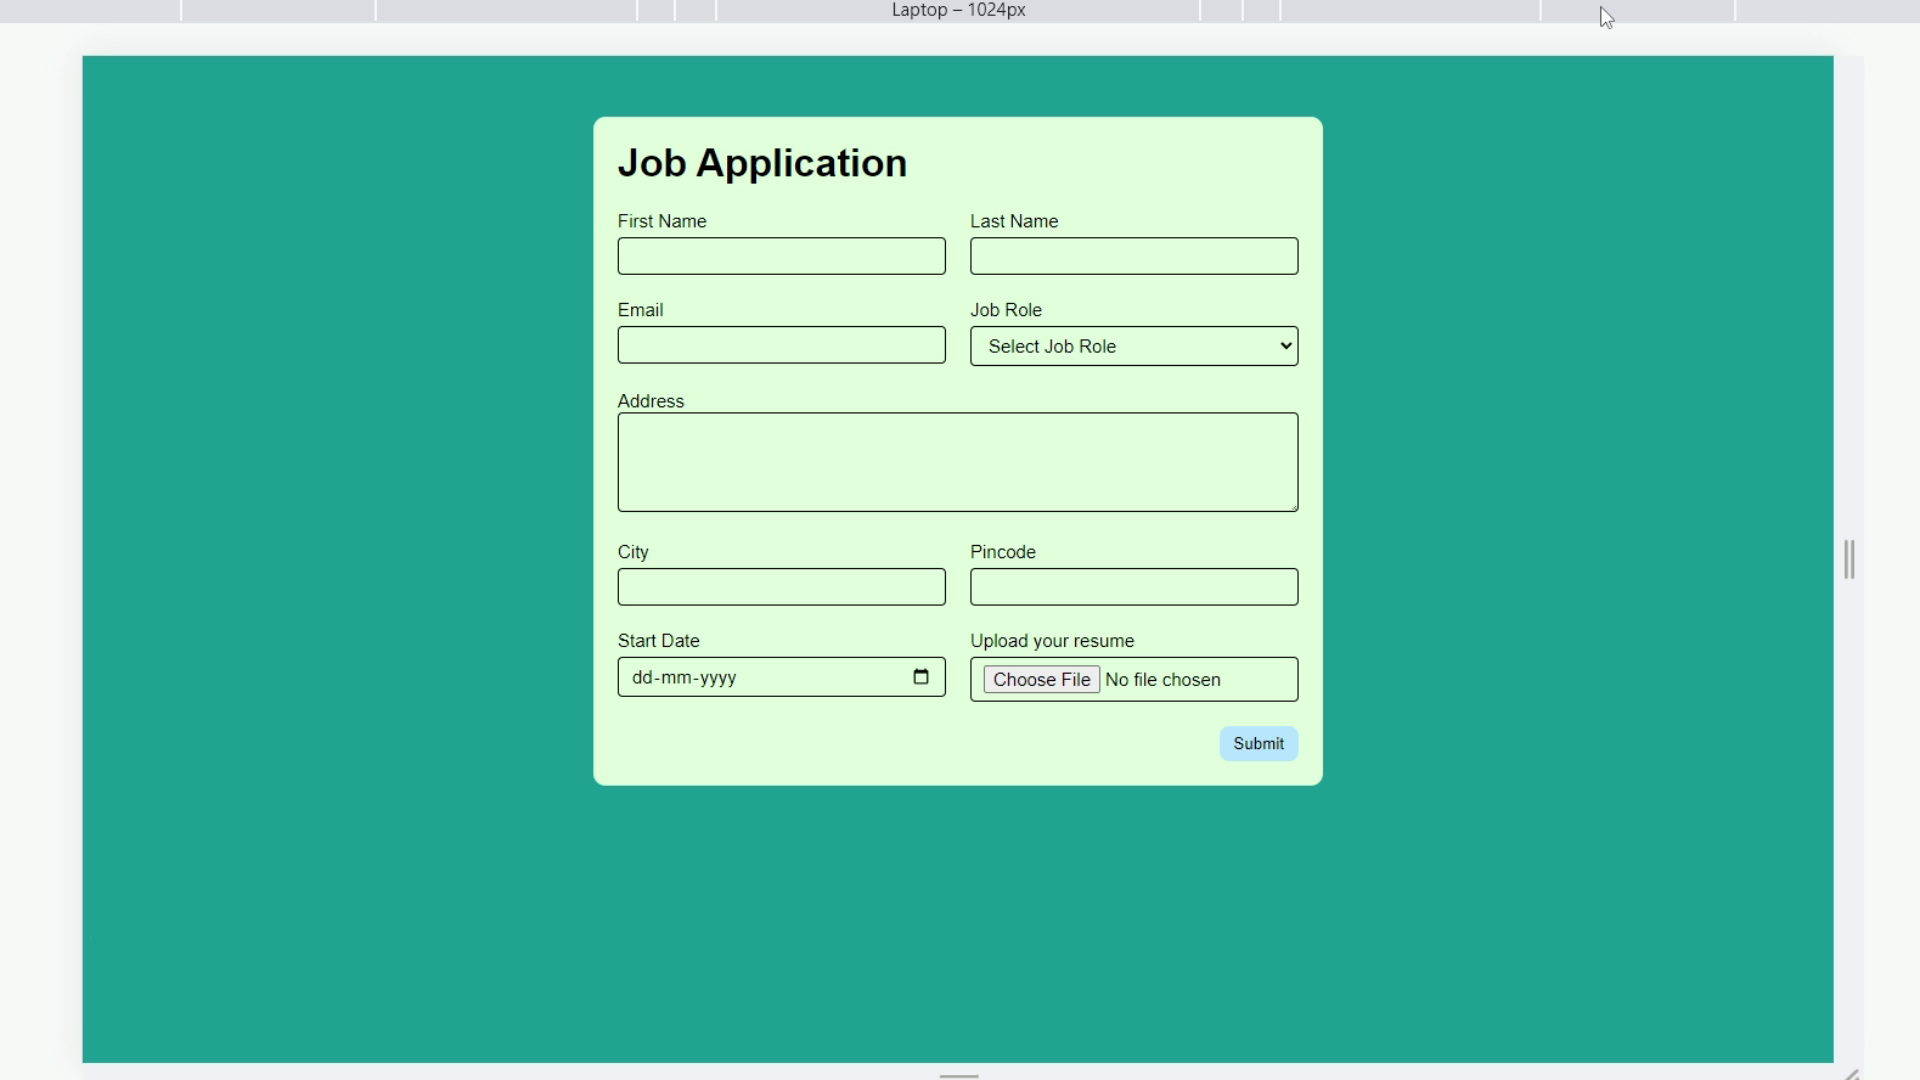 Laptop – 1024px
Job Application
First Name Last Name
Email Job Role
Select Job Role
Address
City Pincode
Start Date Upload your resume
dd-mm-yyyy Choose File No file chosen
Submit